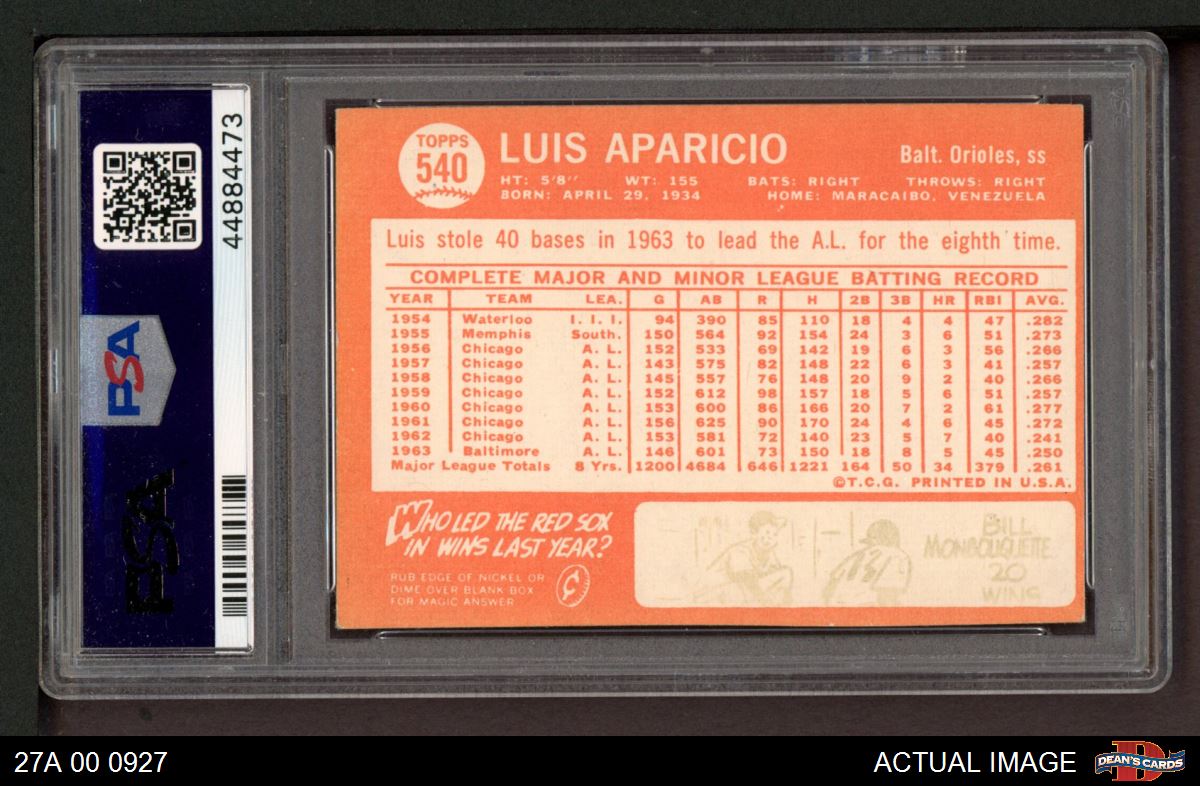 44884473
PSA
PSA
TOPPS
540
LUIS APARICIO
Balt. Orioles, ss
HT: 5'8" WT: 155 BATS: RIGHT THROWS: RIGHT
BORN: APRIL 29, 1934 HOME: MARACAIBO, VENEZUELA
Luis stole 40 bases in 1963 to lead the A.L. for the eighth time.
COMPLETE MAJOR AND MINOR LEAGUE BATTING RECORD
YEAR TEAM LEA. G AB R H 2B 3B HR RBI AVG.
1954 Waterloo I. I. I. 94 390 85 110 18 4 4 47 .282
1955 Memphis South. 150 564 92 154 24 3 6 51 .273
1956 Chicago A. L. 152 533 69 142 19 6 3 56 .266
1957 Chicago A. L. 143 575 82 148 22 6 3 41 .257
1958 Chicago A. L. 145 557 76 148 20 9 2 40 .266
1959 Chicago A. L. 152 612 98 157 18 5 6 51 .257
1960 Chicago A. L. 153 600 86 166 20 7 2 61 .277
1961 Chicago A. L. 156 625 90 170 24 4 6 45 .272
1962 Chicago A. L. 153 581 72 140 23 5 7 40 .241
1963 Baltimore A. L. 146 601 73 150 18 8 5 45 .250
Major League Totals 8 Yrs. 1200 4684 646 1221 164 50 34 379 .261
©T.C.G. PRINTED IN U.S.A.
WHO LED THE RED SOX
IN WINS LAST YEAR?
RUB EDGE OF NICKEL OR
DIME OVER BLANK BOX
FOR MAGIC ANSWER
¢
BILL
MONBOUQUETTE
20
WINS
27A 00 0927
ACTUAL IMAGE
DEAN'S CARDS